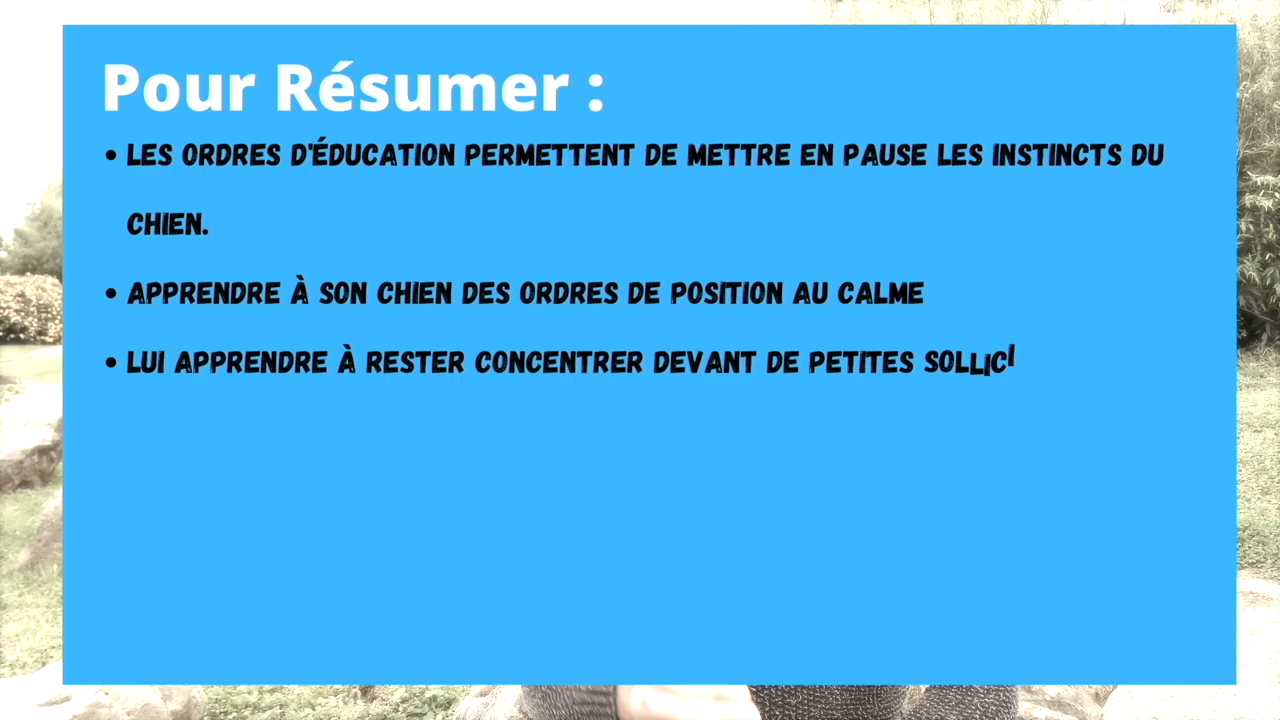 Pour Résumer :
• LES ORDRES D'ÉDUCATION PERMETTENT DE METTRE EN PAUSE LES INSTINCTS DU
CHIEN.
• APPRENDRE À SON CHIEN DES ORDRES DE POSITION AU CALME
• LUI APPRENDRE À RESTER CONCENTRER DEVANT DE PETITES SOLLICI